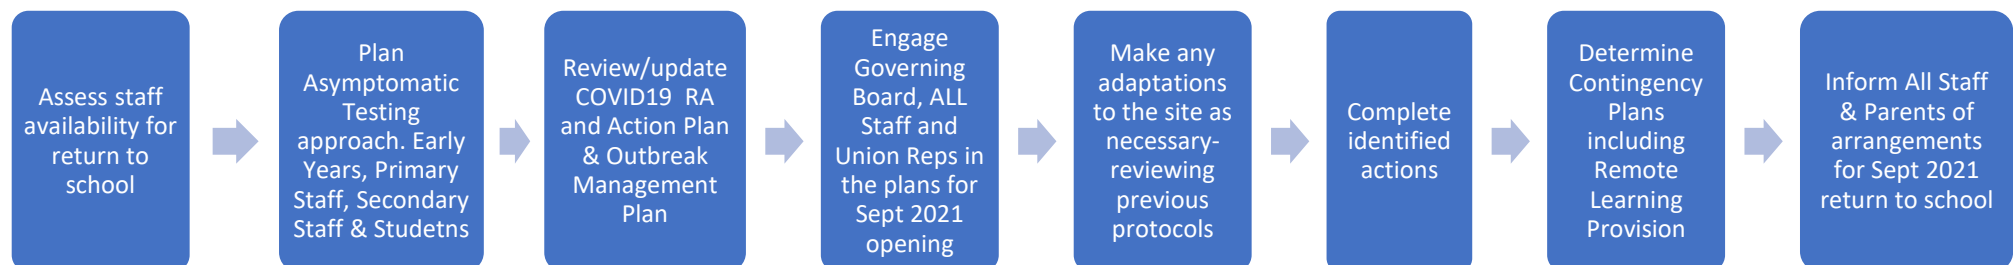 Assess staff
availability for
return to
school
Plan
Asymptomatic
Testing
approach. Early
Years, Primary
Staff, Secondary
Staff & Studetns
Review/update
COVID19 RA
and Action Plan
& Outbreak
Management
Plan
Engage
Governing
Board, ALL
Staff and
Union Reps in
the plans for
Sept 2021
opening
Make any
adaptations
to the site as
necessary-
reviewing
previous
protocols
Complete
identified
actions
Determine
Contingency
Plans
including
Remote
Learning
Provision
Inform All Staff
& Parents of
arrangements
for Sept 2021
return to school